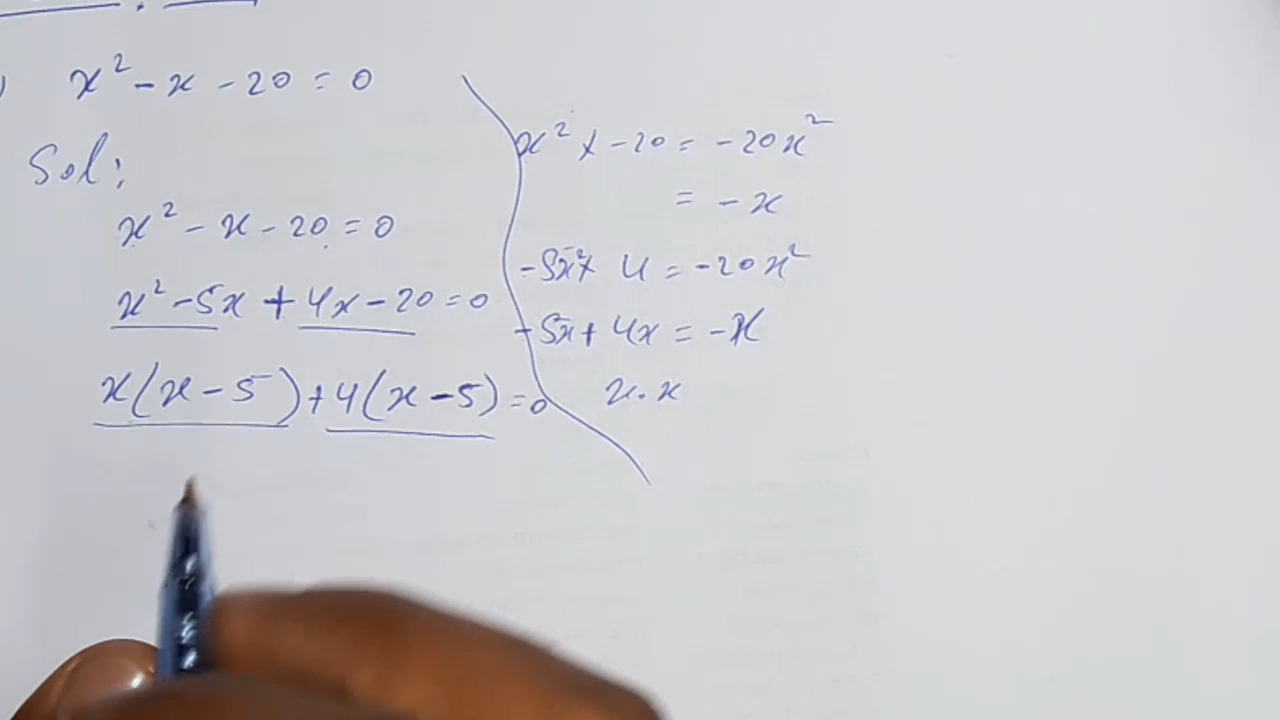 ) x² - x - 20 = 0
Sol:
x² - x - 20 = 0
x² - 5x + 4x - 20 = 0
x(x - 5) + 4(x - 5) = 0
x² × -20 = -20x²
= -x
-5x × 4 = -20x²
-5x + 4x = -x
x . x